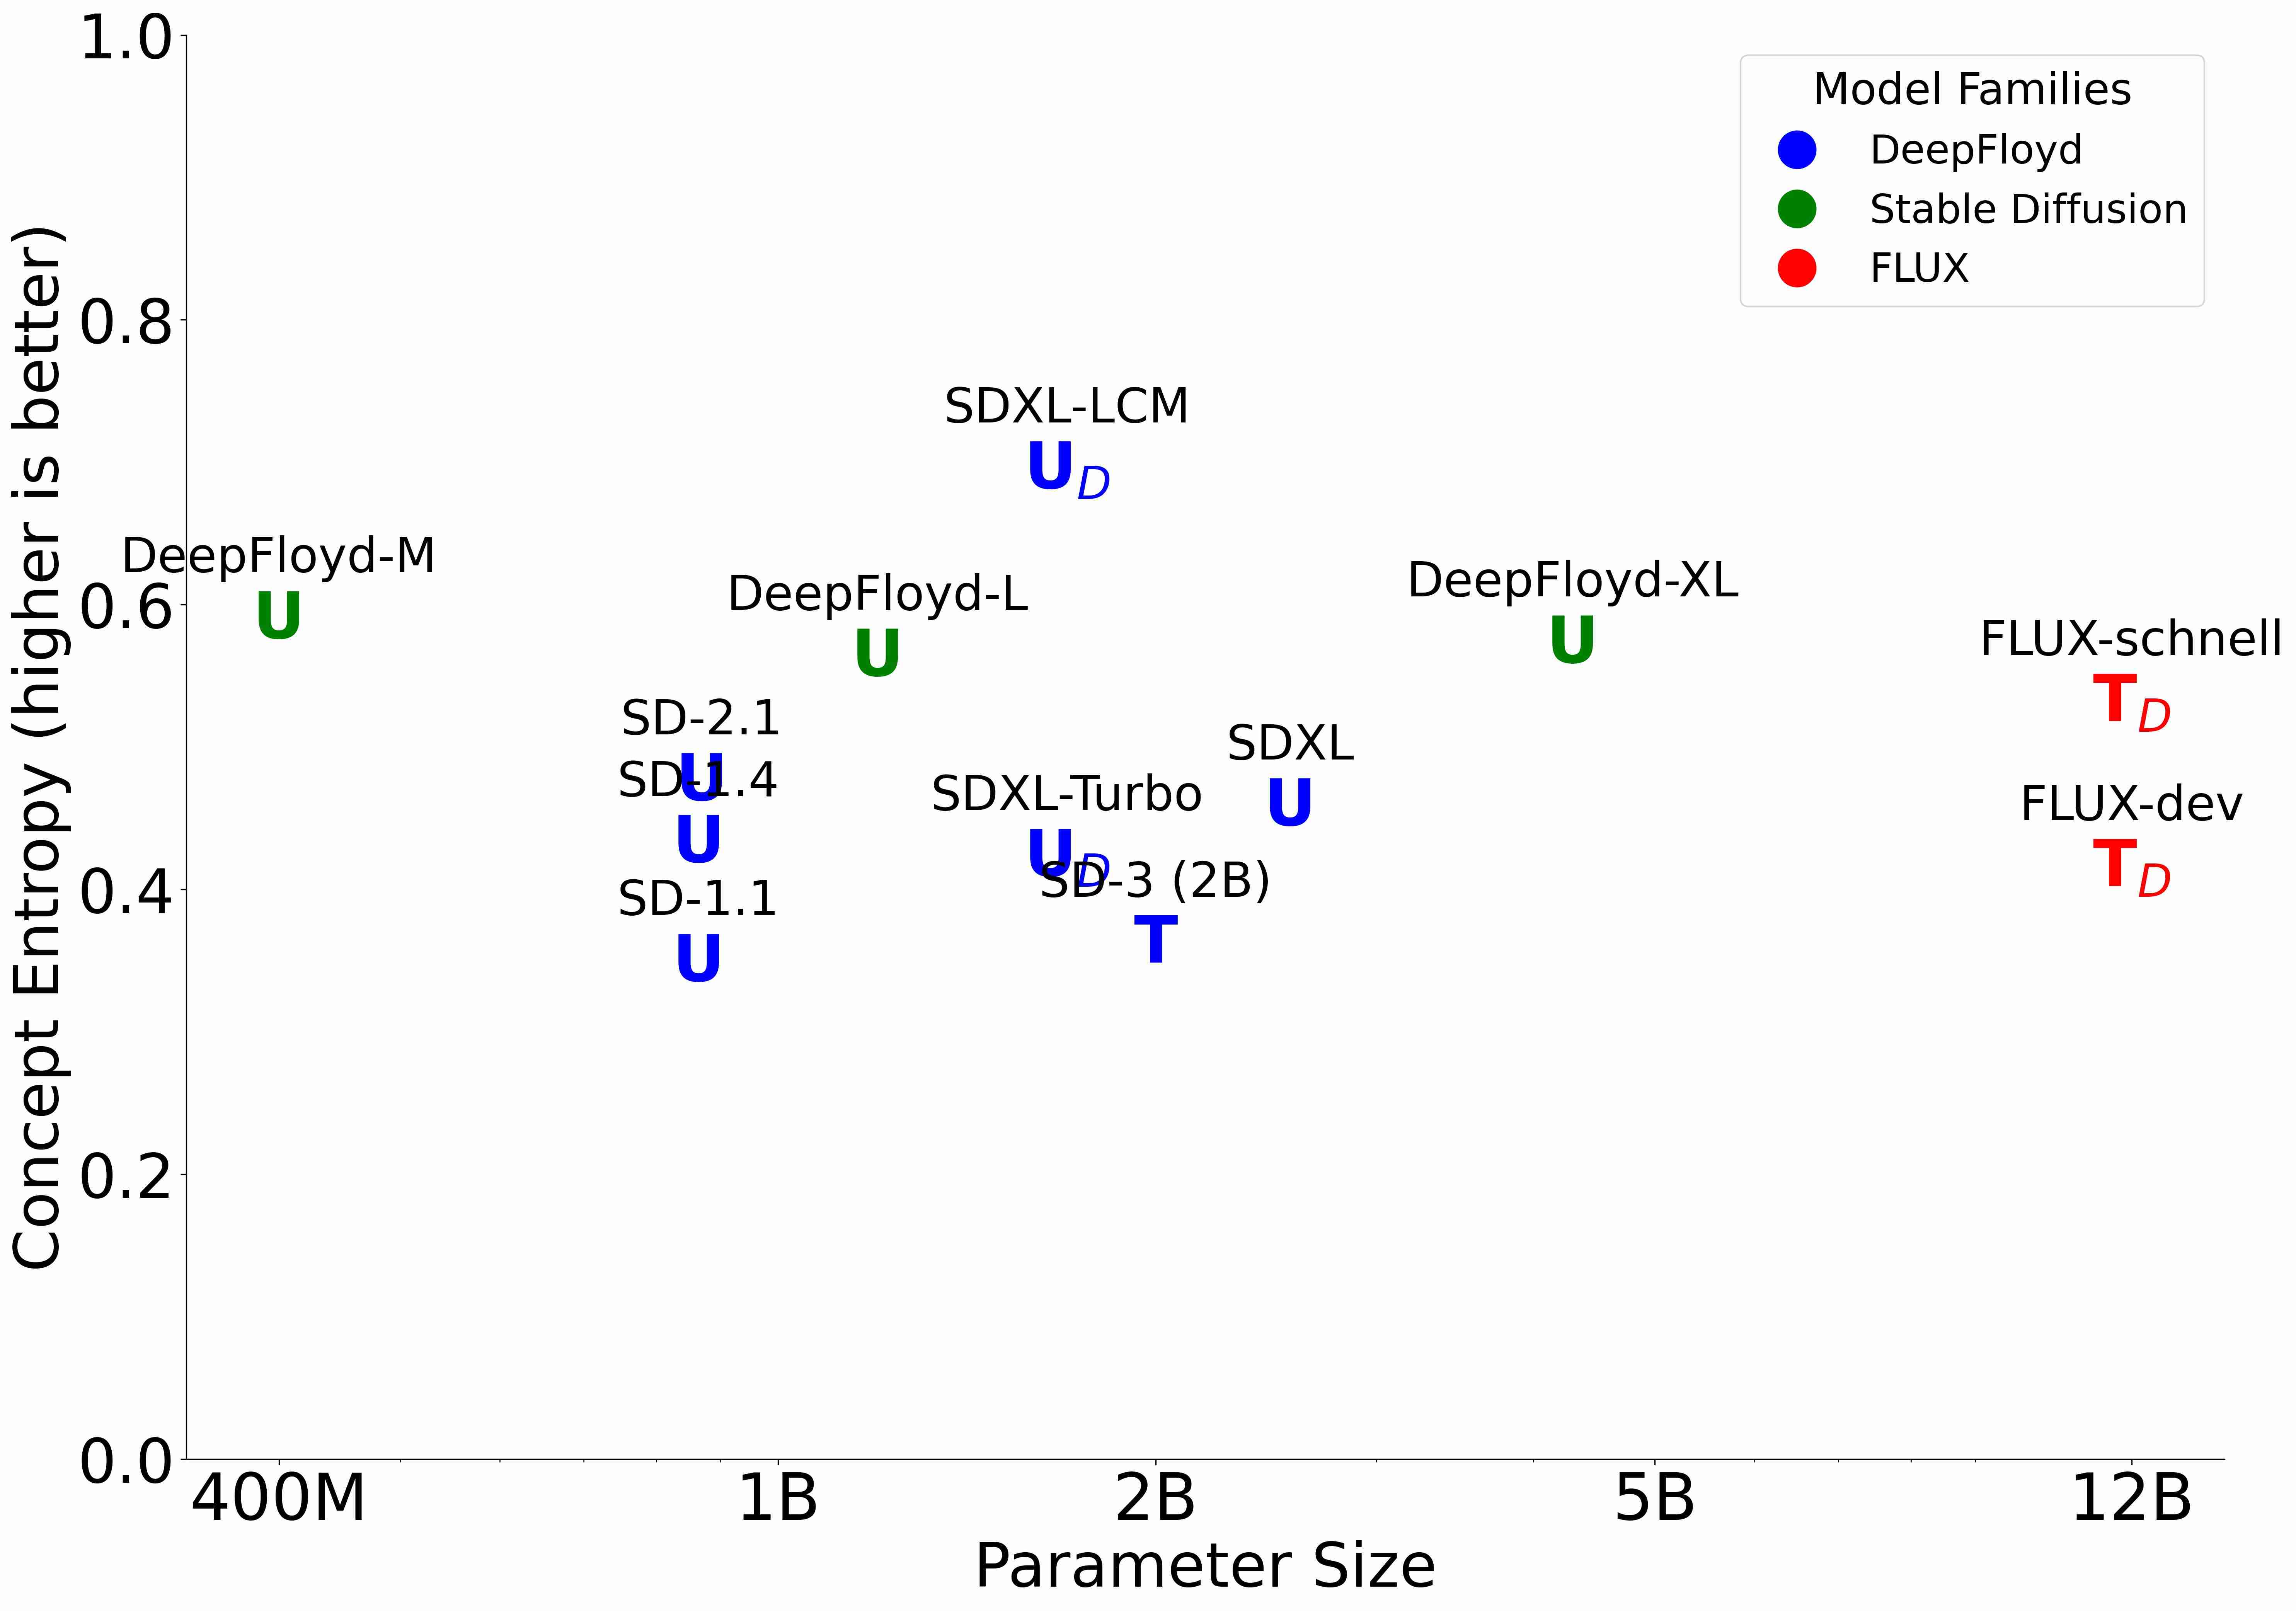 Concept Entropy (higher is better)
1.0
0.8
0.6
0.4
0.2
0.0
Model Families
DeepFloyd
Stable Diffusion
FLUX
SDXL-LCM
U_D
DeepFloyd-M
U
DeepFloyd-L
U
DeepFloyd-XL
U
FLUX-schnell
T_D
SD-2.1
U
SD-1.4
U
SDXL
U
SDXL-Turbo
U_D
FLUX-dev
T_D
SD-1.1
U
SD-3 (2B)
T
400M 1B 2B 5B 12B
Parameter Size